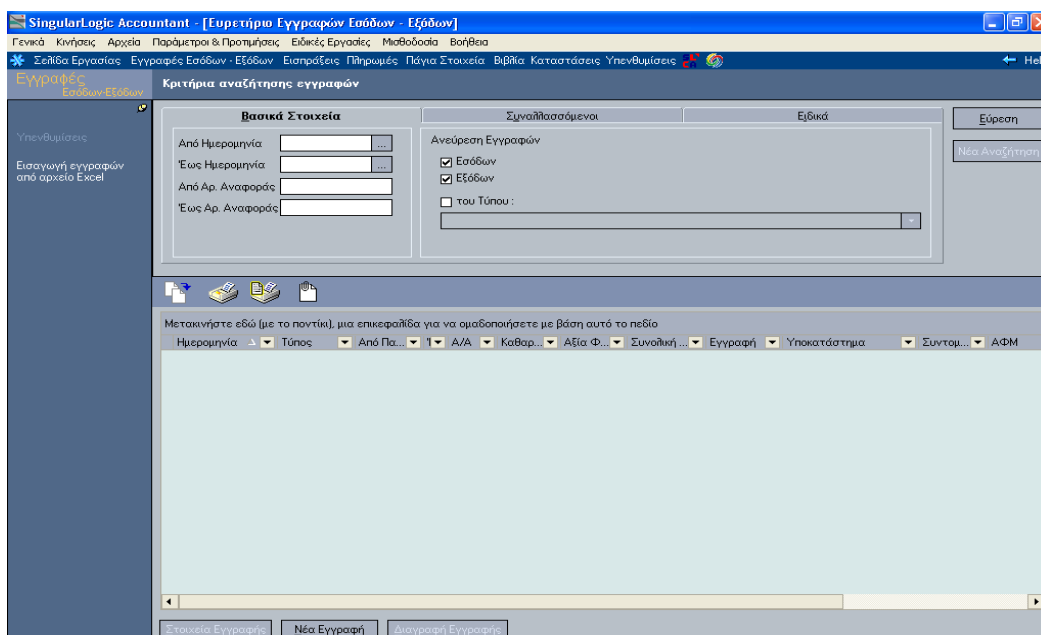 SingularLogic Accountant - [Ευρετήριο Εγγραφών Εσόδων - Εξόδων]
Γενικά Κινήσεις Αρχεία Παράμετροι & Προτιμήσεις Ειδικές Εργασίες Μισθοδοσία Βοήθεια
Σελίδα Εργασίας Εγγραφές Εσόδων - Εξόδων Εισπράξεις Πληρωμές Πάγια Στοιχεία Βιβλία Καταστάσεις Υπενθυμίσεις Hel
Εγγραφές
Εσόδων-Εξόδων
Κριτήρια αναζήτησης εγγραφών
Υπενθυμίσεις
Εισαγωγή εγγραφών
από αρχείο Excel
Βασικά Στοιχεία Συναλλασσόμενοι Ειδικά
Από Ημερομηνία ...
Έως Ημερομηνία ...
Από Αρ. Αναφοράς
Έως Αρ. Αναφοράς
Ανεύρεση Εγγραφών
Εσόδων
Εξόδων
του Τύπου :
Εύρεση
Νέα Αναζήτηση
Μετακινήστε εδώ (με το ποντίκι), μια επικεφαλίδα για να ομαδοποιήσετε με βάση αυτό το πεδίο
Ημερομηνία Τύπος Από Πα... Α/Α Καθαρ... Αξία Φ... Συνολική ... Εγγραφή Υποκατάστημα Συντομ... ΑΦΜ
Στοιχεία Εγγραφής Νέα Εγγραφή Διαγραφή Εγγραφής